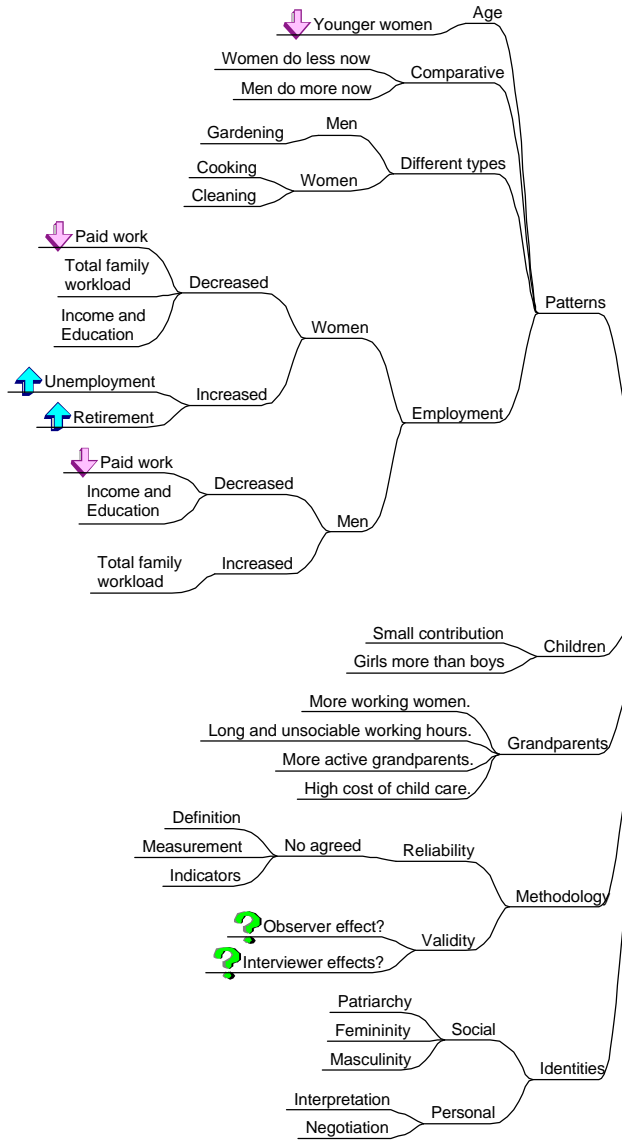 Age
Younger women
Women do less now
Comparative
Men do more now
Men
Gardening
Different types
Cooking
Women
Cleaning
Paid work
Total family
workload
Decreased
Income and
Education
Women
Patterns
Unemployment
Increased
Retirement
Employment
Paid work
Decreased
Income and
Education
Men
Total family
workload
Increased
Small contribution
Children
Girls more than boys
More working women.
Long and unsociable working hours.
Grandparents
More active grandparents.
High cost of child care.
Definition
No agreed
Reliability
Measurement
Indicators
Methodology
Observer effect?
Validity
Interviewer effects?
Patriarchy
Social
Femininity
Masculinity
Identities
Interpretation
Personal
Negotiation